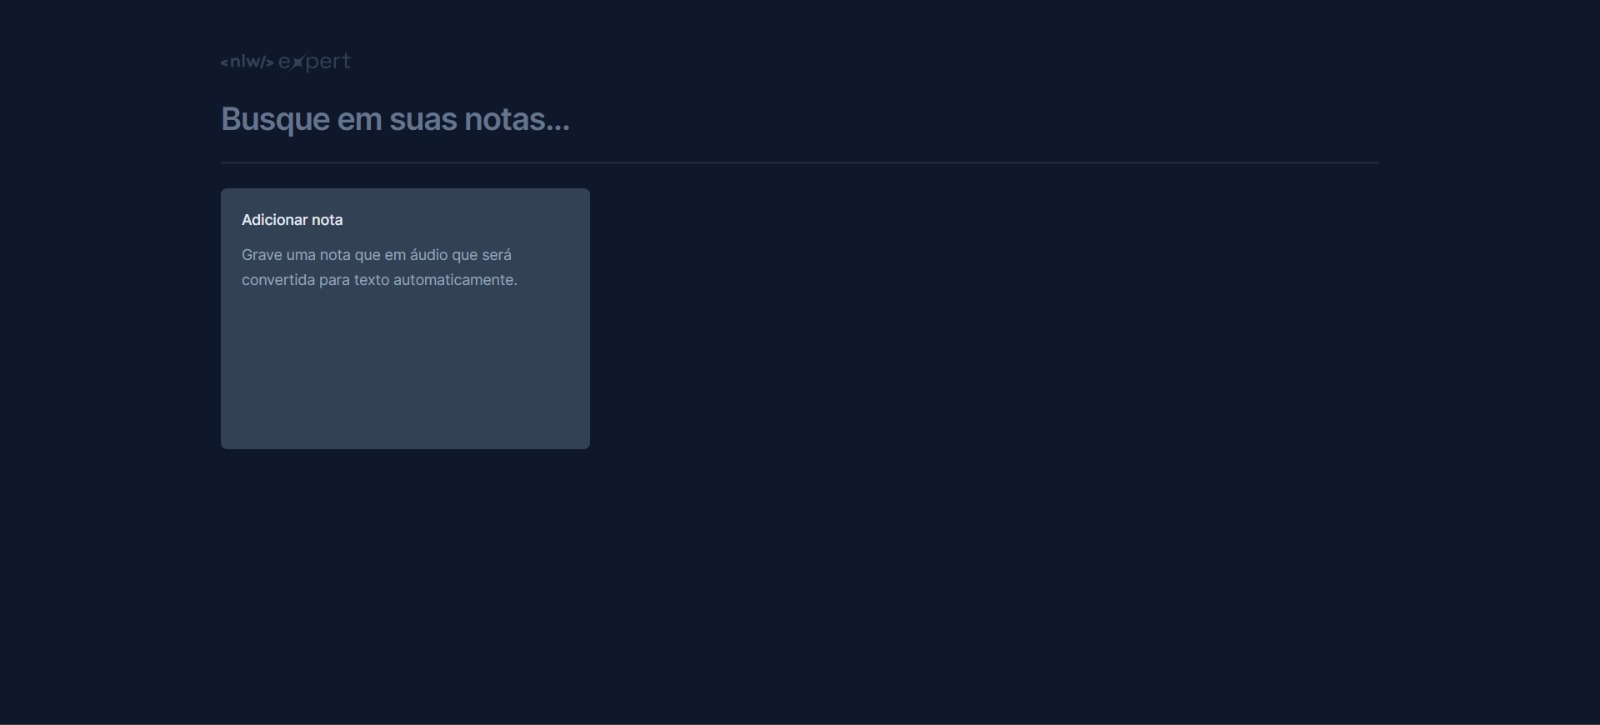 <nlw/> expert
Busque em suas notas...
Adicionar nota
Grave uma nota que em áudio que será
convertida para texto automaticamente.